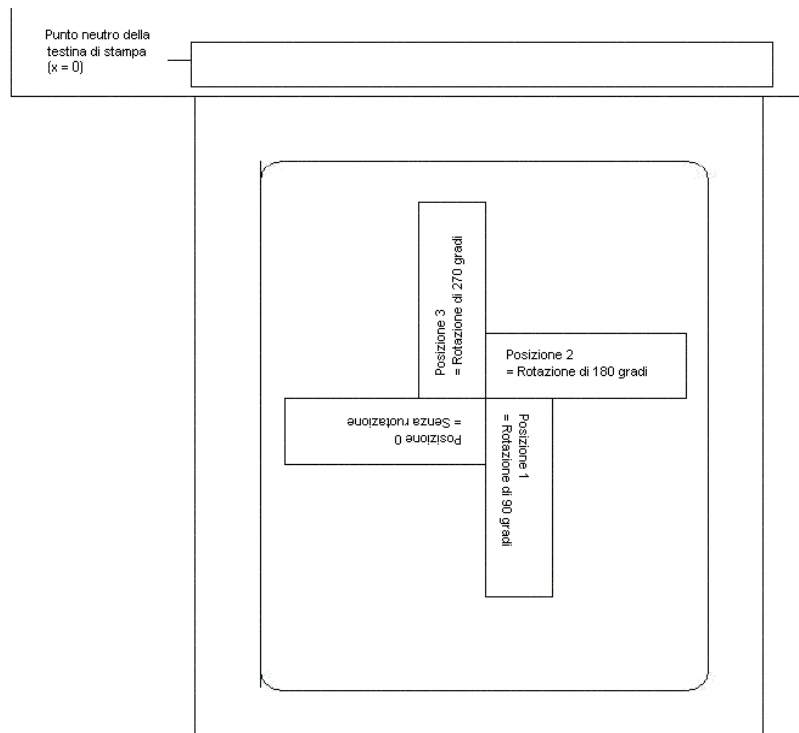 Punto neutro della
testina di stampa
(x = 0)
Posizione 3
= Rotazione di 270 gradi
Posizione 2
= Rotazione di 180 gradi
Posizione 0
= Senza ruotazione
Posizione 1
= Rotazione di 90 gradi